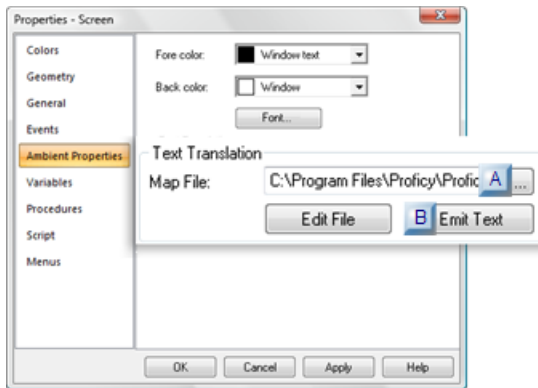 Properties - Screen
Colors
Geometry
General
Events
Ambient Properties
Variables
Procedures
Script
Menus
Fore color: Window text
Back color: Window
Font...
Text Translation
Map File: C:\Program Files\Proficy\Profic A ...
Edit File B Emit Text
OK Cancel Apply Help